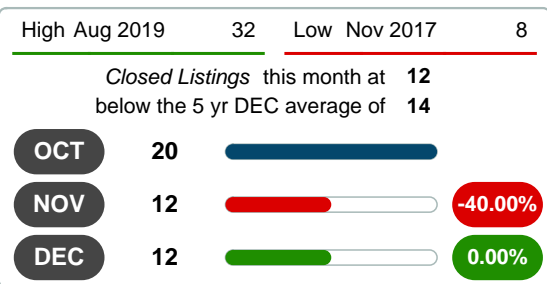 High Aug 2019 32 Low Nov 2017 8
Closed Listings this month at 12
below the 5 yr DEC average of 14
OCT 20
NOV 12 -40.00%
DEC 12 0.00%